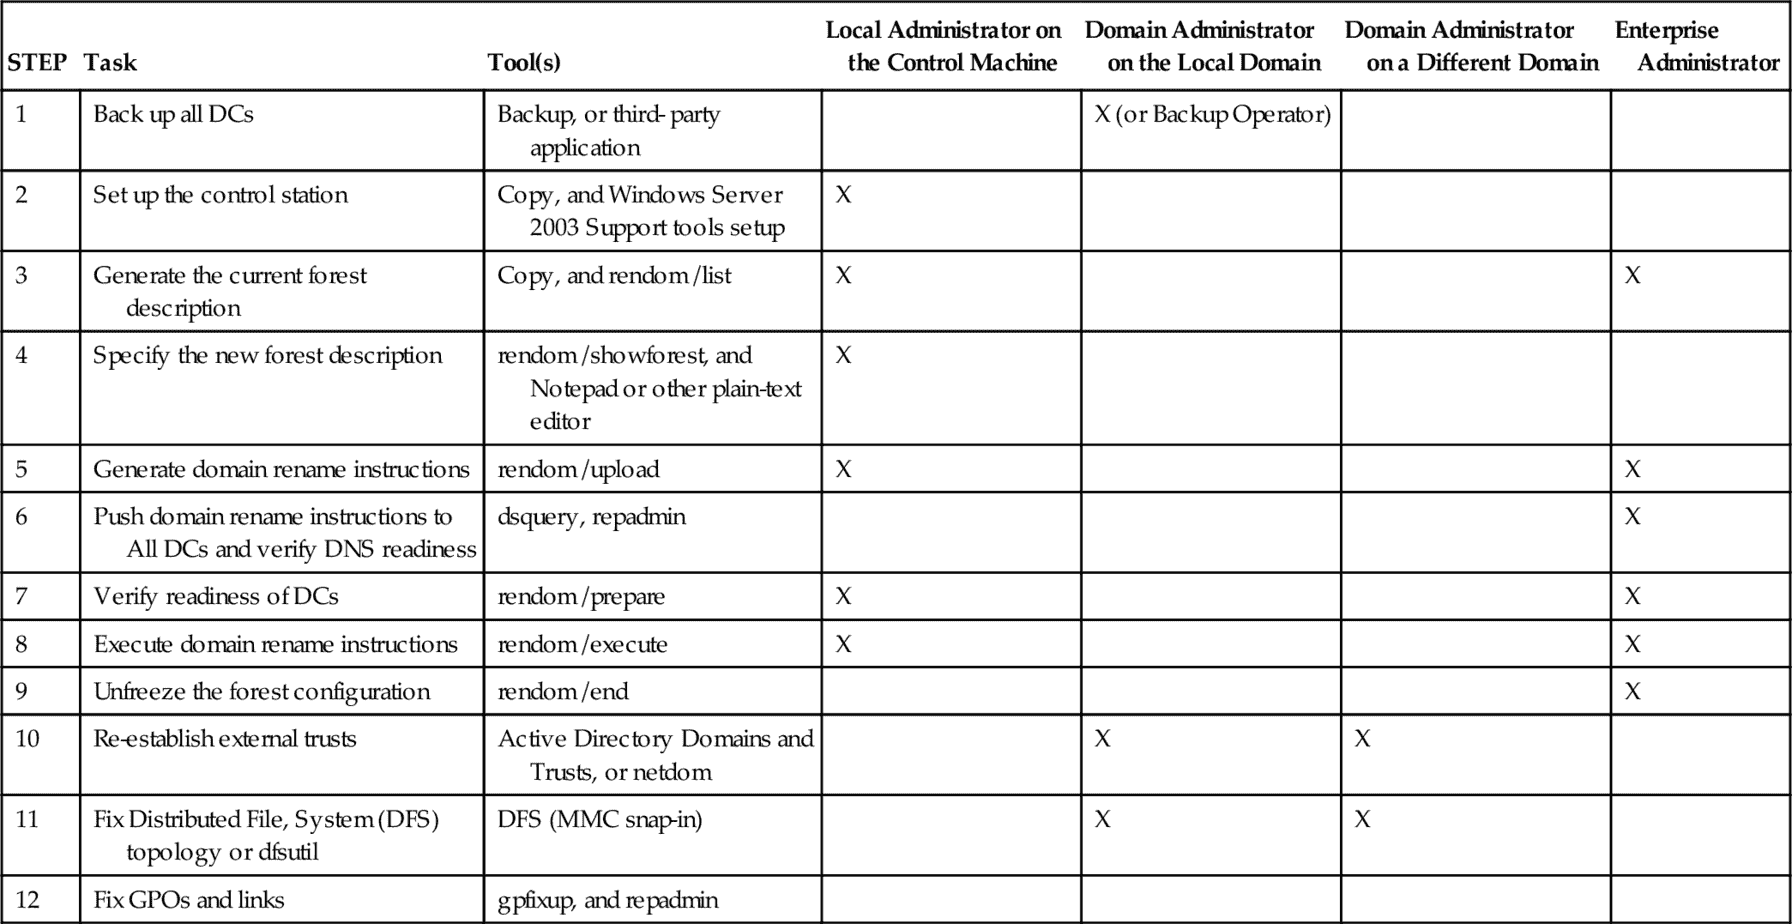 Local Administrator on Domain Administrator Domain Administrator Enterprise
STEP Task Tool(s) the Control Machine on the Local Domain on a Different Domain Administrator
1 Back up all DCs Backup, or third- party X (or Backup Operator)
application
2 Set up the control station Copy, and Windows Server X
2003 Support tools setup
3 Generate the current forest Copy, and rendom /list X X
description
4 Specify the new forest description rendom /showforest, and X
Notepad or other plain-text
editor
5 Generate domain rename instructions rendom /upload X X
6 Push domain rename instructions to dsquery, repadmin X
All DCs and verify DNS readiness
7 Verify readiness of DCs rendom /prepare X X
8 Execute domain rename instructions rendom /execute X X
9 Unfreeze the forest configuration rendom /end X
10 Re-establish external trusts Active Directory Domains and X X
Trusts, or netdom
11 Fix Distributed File, System (DFS) DFS (MMC snap-in) X X
topology or dfsutil
12 Fix GPOs and links gpfixup, and repadmin